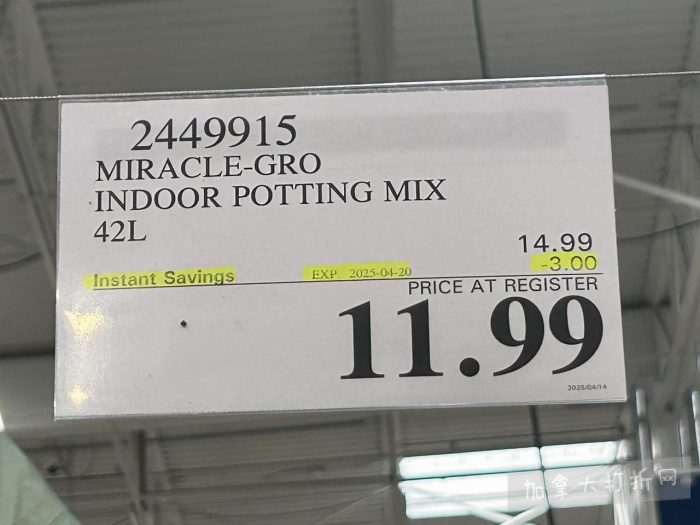 2449915
MIRACLE-GRO
INDOOR POTTING MIX
42L
14.99
Instant Savings EXP. 2025-04-20 -3.00
PRICE AT REGISTER
11.99
2025/04/14
加拿大打折网